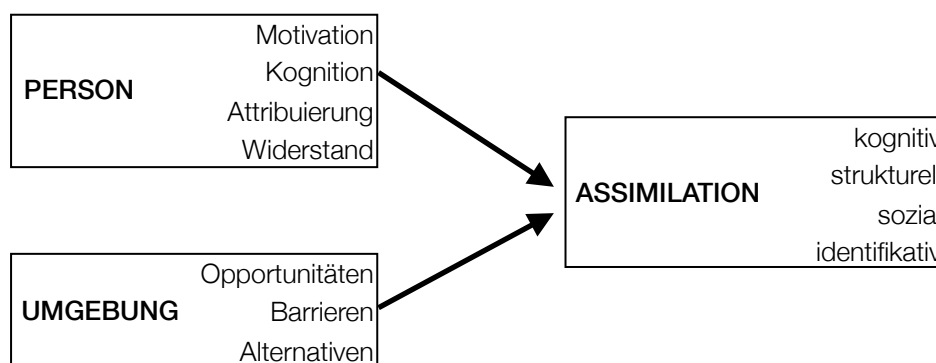 Motivation
Kognition
PERSON
Attribuierung
Widerstand
kognitiv
strukturel
ASSIMILATION
sozia
identifikativ
Opportunitäten
UMGEBUNG
Barrieren
Alternativen